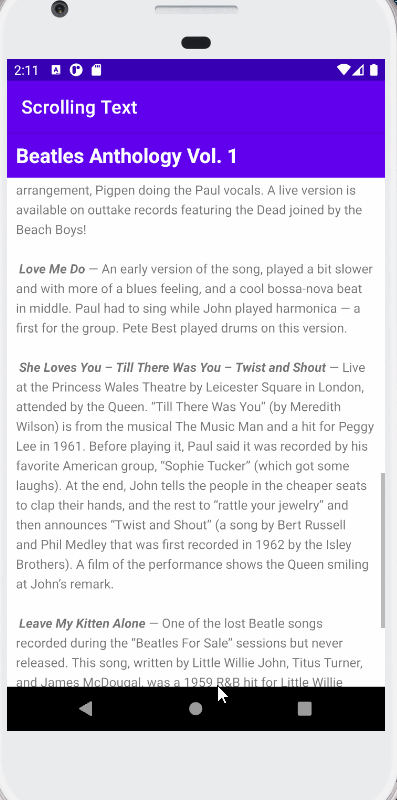 2:11
Scrolling Text
Beatles Anthology Vol. 1
arrangement, Pigpen doing the Paul vocals. A live version is
available on outtake records featuring the Dead joined by the
Beach Boys!
Love Me Do — An early version of the song, played a bit slower
and with more of a blues feeling, and a cool bossa-nova beat
in middle. Paul had to sing while John played harmonica — a
first for the group. Pete Best played drums on this version.
She Loves You – Till There Was You – Twist and Shout — Live
at the Princess Wales Theatre by Leicester Square in London,
attended by the Queen. “Till There Was You” (by Meredith
Wilson) is from the musical The Music Man and a hit for Peggy
Lee in 1961. Before playing it, Paul said it was recorded by his
favorite American group, “Sophie Tucker” (which got some
laughs). At the end, John tells the people in the cheaper seats
to clap their hands, and the rest to “rattle your jewelry” and
then announces “Twist and Shout” (a song by Bert Russell
and Phil Medley that was first recorded in 1962 by the Isley
Brothers). A film of the performance shows the Queen smiling
at John’s remark.
Leave My Kitten Alone — One of the lost Beatle songs
recorded during the “Beatles For Sale” sessions but never
released. This song, written by Little Willie John, Titus Turner,
and James McDougal, was a 1959 R&B hit for Little Willie